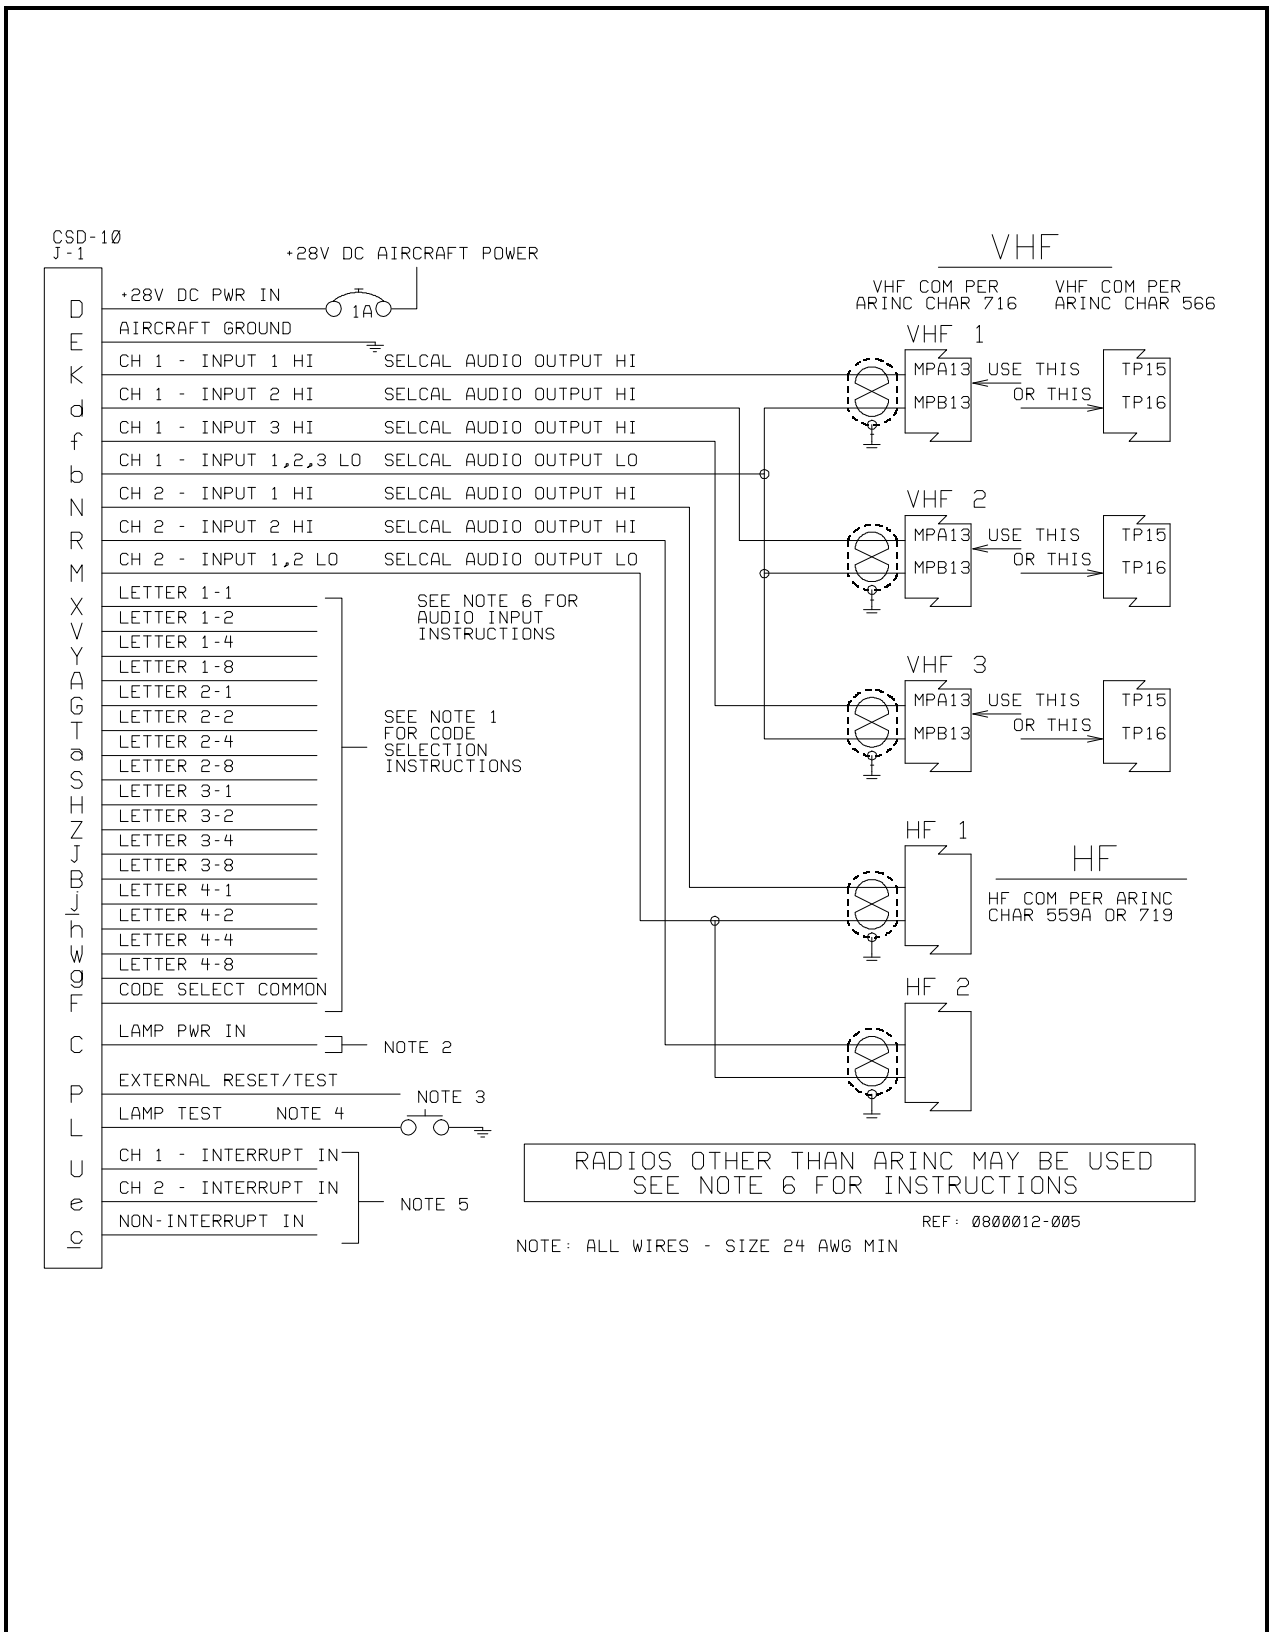 CSD-10
J-1
+28V DC AIRCRAFT POWER
VHF
VHF COM PER
ARINC CHAR 716
VHF COM PER
ARINC CHAR 566
D
+28V DC PWR IN
1A
E
AIRCRAFT GROUND
K
CH 1 - INPUT 1 HI
SELCAL AUDIO OUTPUT HI
d
CH 1 - INPUT 2 HI
SELCAL AUDIO OUTPUT HI
f
CH 1 - INPUT 3 HI
SELCAL AUDIO OUTPUT HI
b
CH 1 - INPUT 1,2,3 LO
SELCAL AUDIO OUTPUT LO
N
CH 2 - INPUT 1 HI
SELCAL AUDIO OUTPUT HI
R
CH 2 - INPUT 2 HI
SELCAL AUDIO OUTPUT HI
M
CH 2 - INPUT 1,2 LO
SELCAL AUDIO OUTPUT LO
X
LETTER 1-1
V
LETTER 1-2
Y
LETTER 1-4
A
LETTER 1-8
G
LETTER 2-1
T
LETTER 2-2
a
LETTER 2-4
S
LETTER 2-8
H
LETTER 3-1
Z
LETTER 3-2
J
LETTER 3-4
B
LETTER 3-8
j
LETTER 4-1
h
LETTER 4-2
W
LETTER 4-4
g
LETTER 4-8
F
CODE SELECT COMMON
C
LAMP PWR IN
NOTE 2
P
EXTERNAL RESET/TEST
NOTE 3
L
LAMP TEST
NOTE 4
U
CH 1 - INTERRUPT IN
e
CH 2 - INTERRUPT IN
NOTE 5
c
NON-INTERRUPT IN
SEE NOTE 6 FOR
AUDIO INPUT
INSTRUCTIONS
SEE NOTE 1
FOR CODE
SELECTION
INSTRUCTIONS
VHF 1
MPA13
USE THIS
TP15
MPB13
OR THIS
TP16
VHF 2
MPA13
USE THIS
TP15
MPB13
OR THIS
TP16
VHF 3
MPA13
USE THIS
TP15
MPB13
OR THIS
TP16
HF 1
HF
HF COM PER ARINC
CHAR 559A OR 719
HF 2
RADIOS OTHER THAN ARINC MAY BE USED
SEE NOTE 6 FOR INSTRUCTIONS
REF: 0800012-005
NOTE: ALL WIRES - SIZE 24 AWG MIN